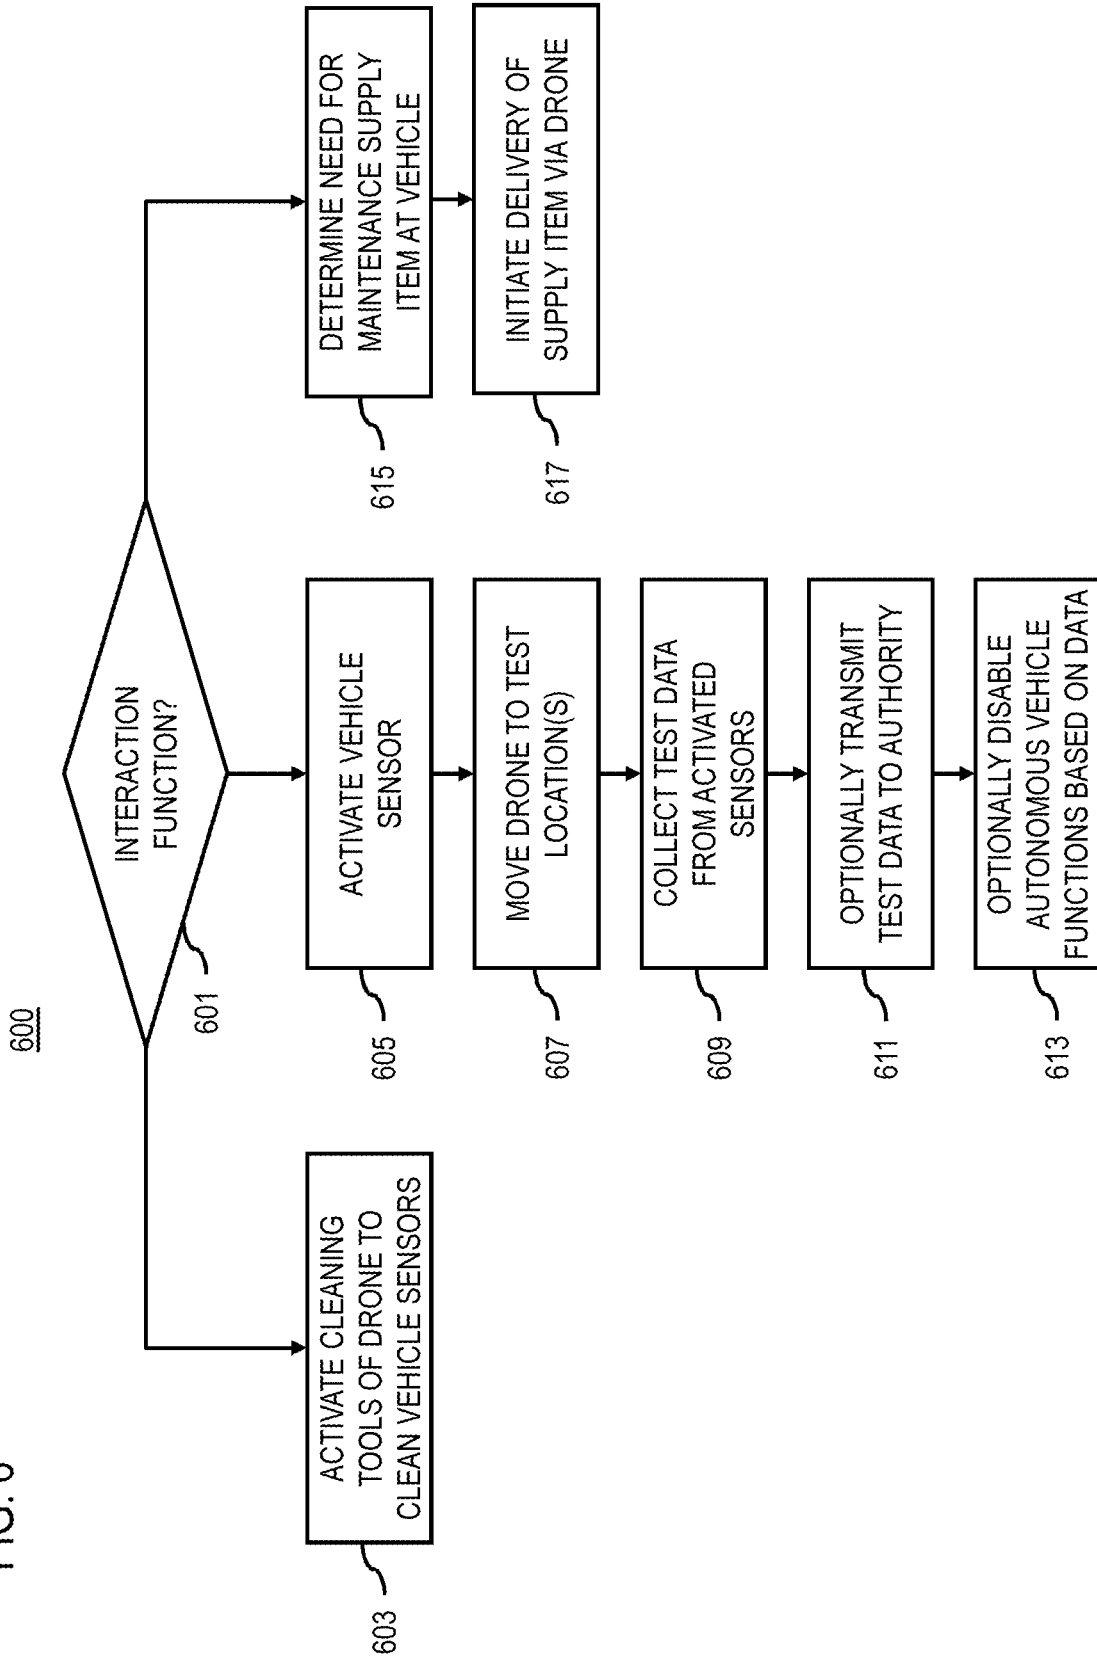 FIG. 6
600
INTERACTION
FUNCTION?
601
ACTIVATE CLEANING
TOOLS OF DRONE TO
CLEAN VEHICLE SENSORS
603
ACTIVATE VEHICLE
SENSOR
605
MOVE DRONE TO TEST
LOCATION(S)
607
COLLECT TEST DATA
FROM ACTIVATED
SENSORS
609
OPTIONALLY TRANSMIT
TEST DATA TO AUTHORITY
611
OPTIONALLY DISABLE
AUTONOMOUS VEHICLE
FUNCTIONS BASED ON DATA
613
DETERMINE NEED FOR
MAINTENANCE SUPPLY
ITEM AT VEHICLE
615
INITIATE DELIVERY OF
SUPPLY ITEM VIA DRONE
617